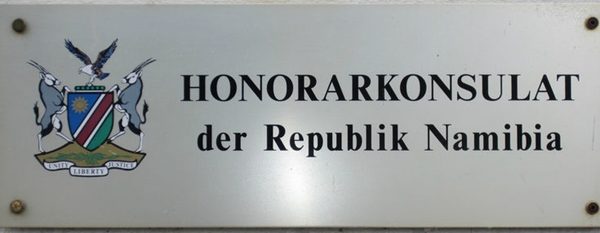 HONORARKONSULAT
der Republik Namibia
UNITY LIBERTY JUSTICE